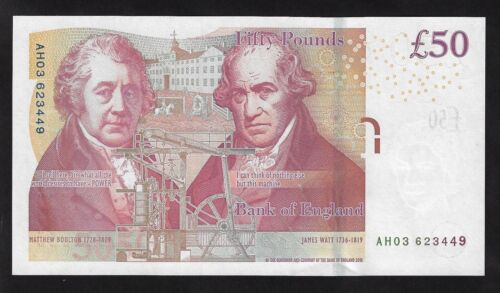 Fifty Pounds
£50
AH03 623449
£50
I sell here, Sir, what all the
world desires to have – POWER
I can think of nothing else
but this machine
Bank of England
MATTHEW BOULTON 1728-1809
JAMES WATT 1736-1819
AH03 623449
© THE GOVERNOR AND COMPANY OF THE BANK OF ENGLAND 2010